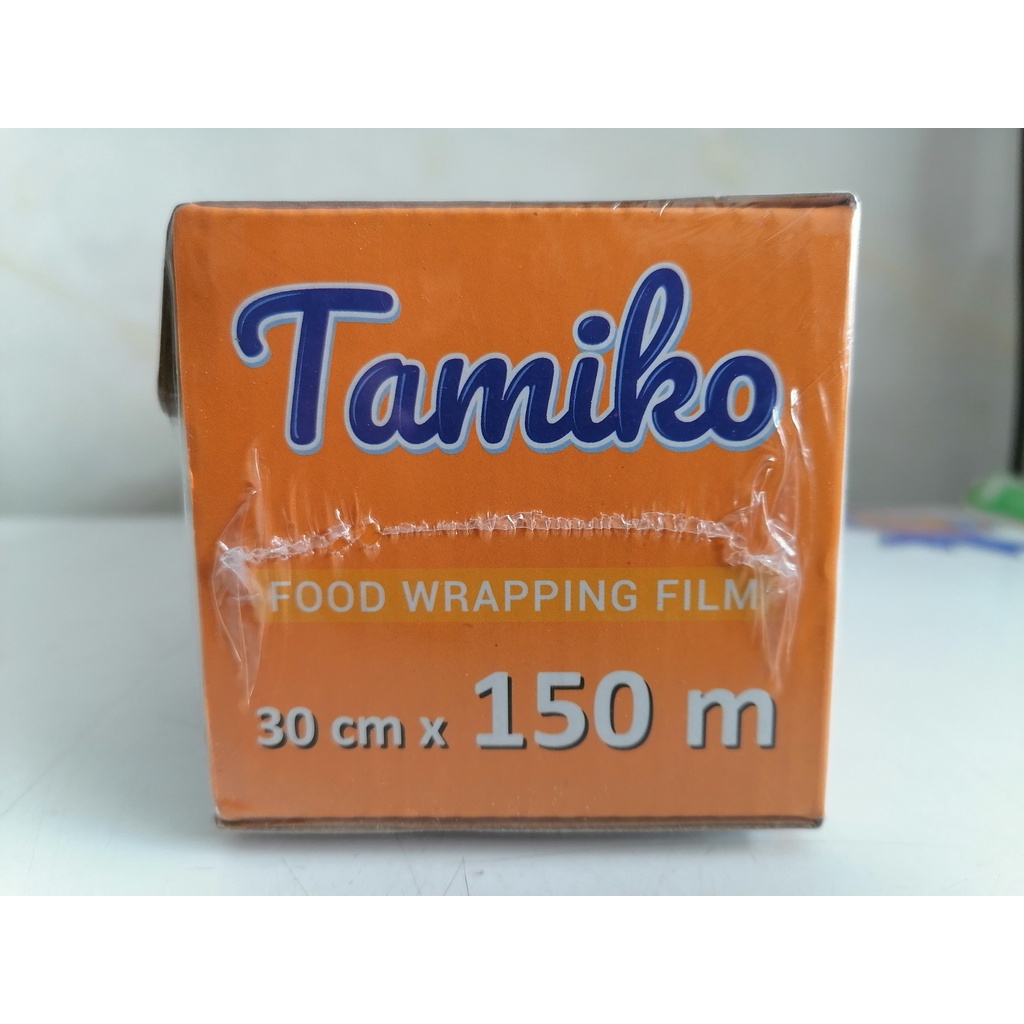 Tamiko
FOOD WRAPPING FILM
30 cm x 150 m